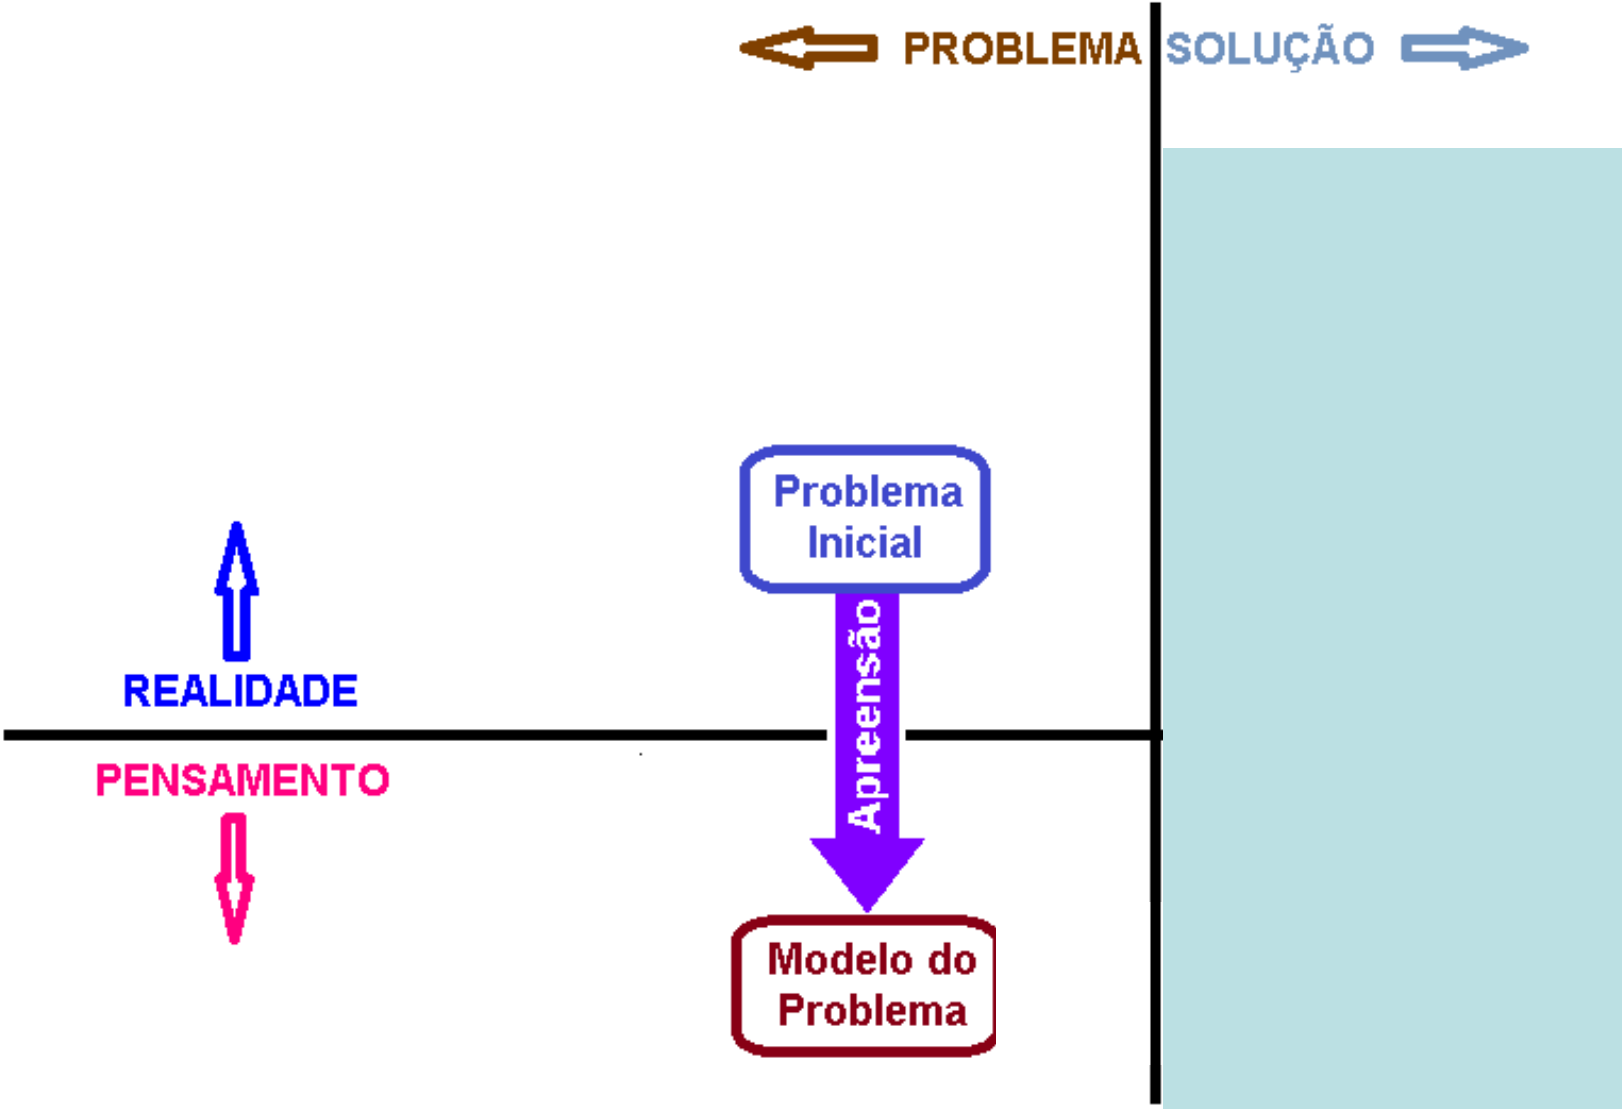 PROBLEMA SOLUÇÃO
Problema
Inicial
Apreensão
REALIDADE
PENSAMENTO
Modelo do
Problema